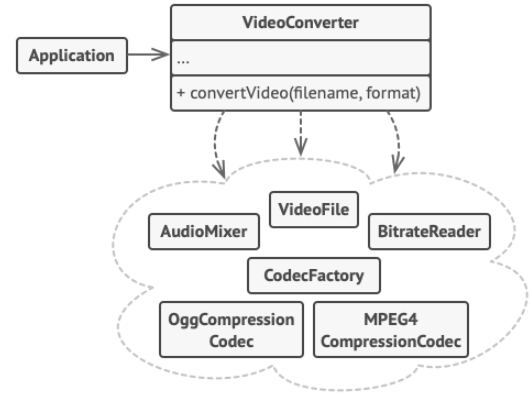 VideoConverter
Application
...
+ convertVideo(filename, format)
VideoFile
AudioMixer
BitrateReader
CodecFactory
OggCompression
Codec
MPEG4
CompressionCodec